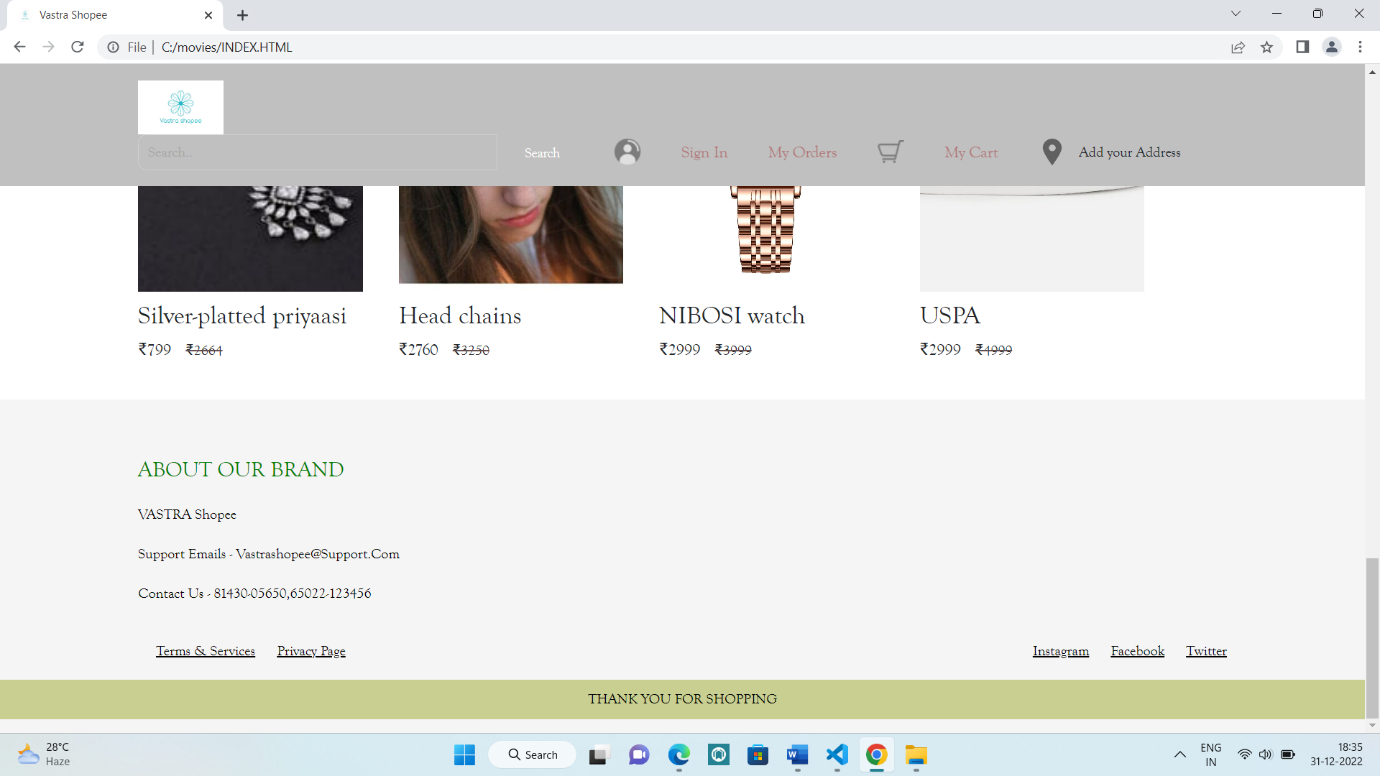 Vastra Shopee
File | C:/movies/INDEX.HTML
Vastra shopee
Search..
Search
Sign In
My Orders
My Cart
Add your Address
Silver-platted priyaasi
Head chains
NIBOSI watch
USPA
₹799 ₹2664
₹2760 ₹3250
₹2999 ₹3999
₹2999 ₹4999
ABOUT OUR BRAND
VASTRA Shopee
Support Emails - Vastrashopee@Support.Com
Contact Us - 81430-05650,65022-123456
Terms & Services
Privacy Page
Instagram
Facebook
Twitter
THANK YOU FOR SHOPPING
28°C
Haze
Search
ENG
IN
18:35
31-12-2022